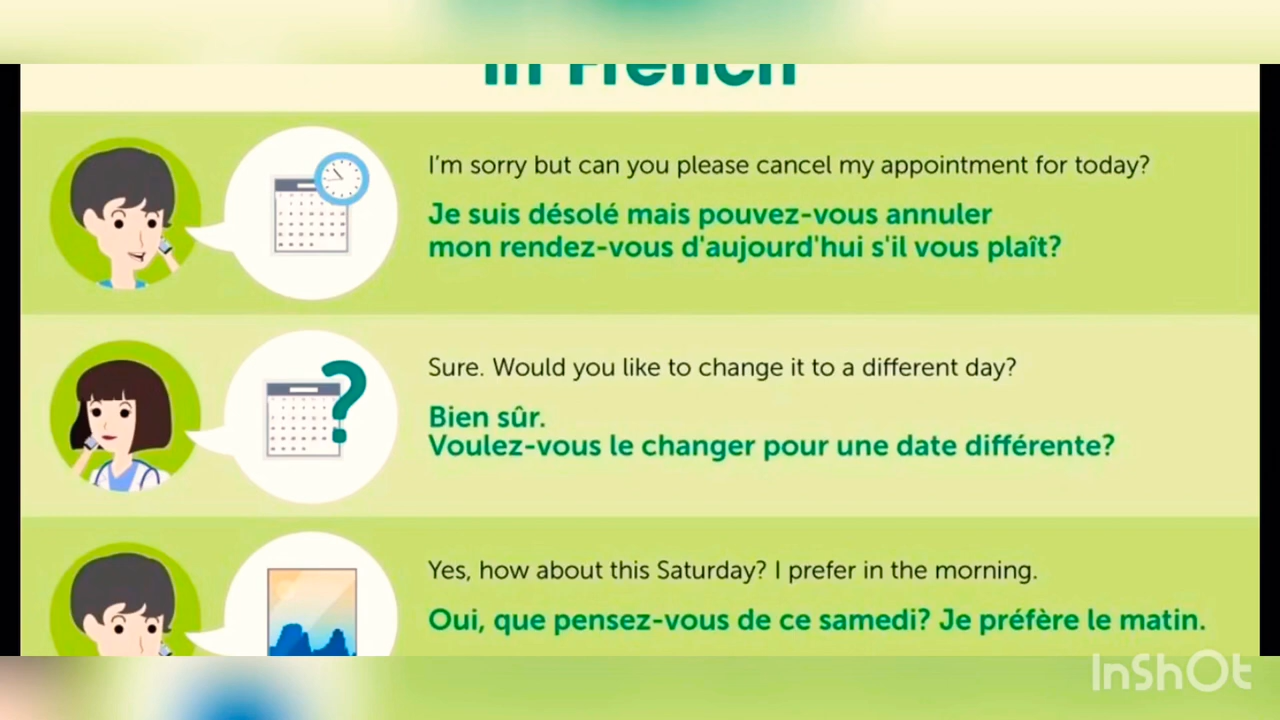 in French
I'm sorry but can you please cancel my appointment for today?
Je suis désolé mais pouvez-vous annuler
mon rendez-vous d'aujourd'hui s'il vous plaît?
Sure. Would you like to change it to a different day?
Bien sûr.
Voulez-vous le changer pour une date différente?
Yes, how about this Saturday? I prefer in the morning.
Oui, que pensez-vous de ce samedi? Je préfère le matin.
InShOt